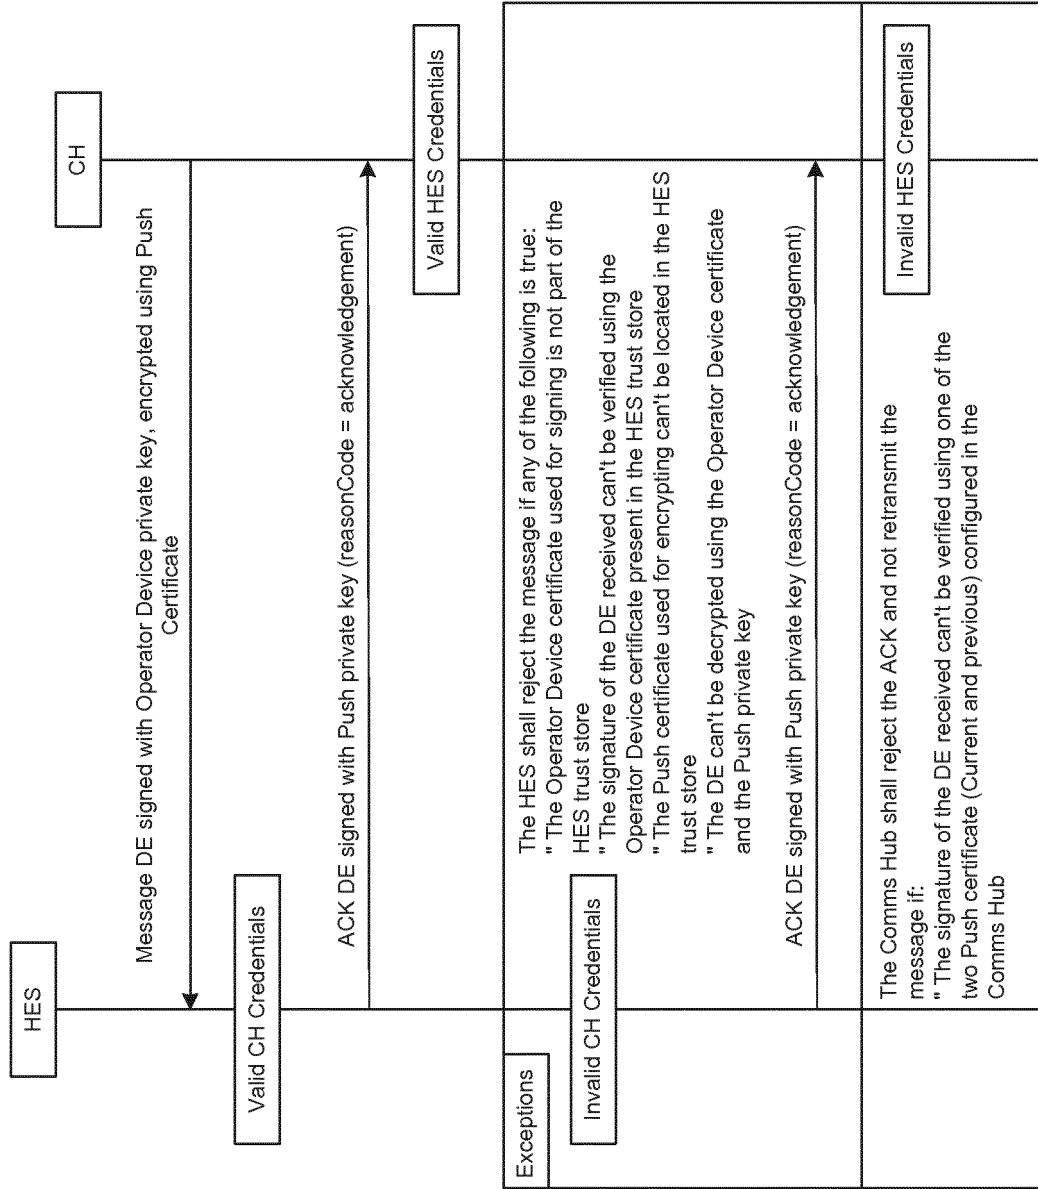 HES
CH
Message DE signed with Operator Device private key, encrypted using Push
Certificate
Valid CH Credentials
ACK DE signed with Push private key (reasonCode = acknowledgement)
Valid HES Credentials
Exceptions
The HES shall reject the message if any of the following is true:
" The Operator Device certificate used for signing is not part of the
HES trust store
" The signature of the DE received can't be verified using the
Operator Device certificate present in the HES trust store
" The Push certificate used for encrypting can't be located in the HES
trust store
" The DE can't be decrypted using the Operator Device certificate
and the Push private key
Invalid CH Credentials
ACK DE signed with Push private key (reasonCode = acknowledgement)
Invalid HES Credentials
The Comms Hub shall reject the ACK and not retransmit the
message if:
" The signature of the DE received can't be verified using one of the
two Push certificate (Current and previous) configured in the
Comms Hub